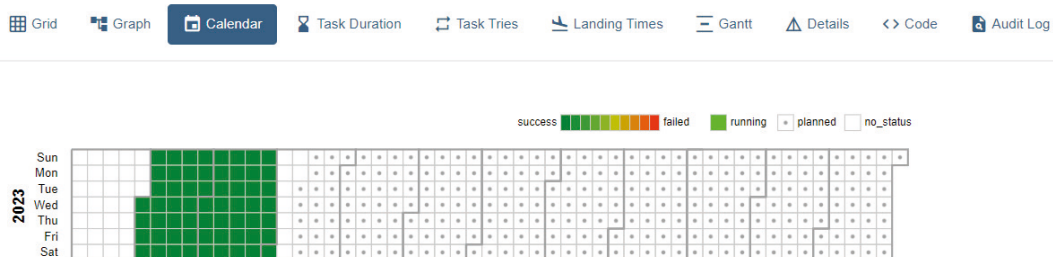 Grid Graph Calendar Task Duration Task Tries Landing Times Gantt Details Code Audit Log
success failed running planned no_status
2023
Sun
Mon
Tue
Wed
Thu
Fri
Sat